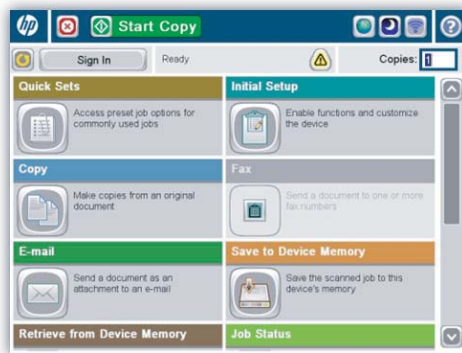 hp Start Copy ?
Sign In Ready Copies: 1
Quick Sets
Access preset job options for
commonly used jobs
Initial Setup
Enable functions and customize
the device
Copy
Make copies from an original
document
Fax
Send a document to one or more
fax numbers
E-mail
Send a document as an
attachment to an e-mail
Save to Device Memory
Save the scanned job to this
device's memory
Retrieve from Device Memory
Job Status